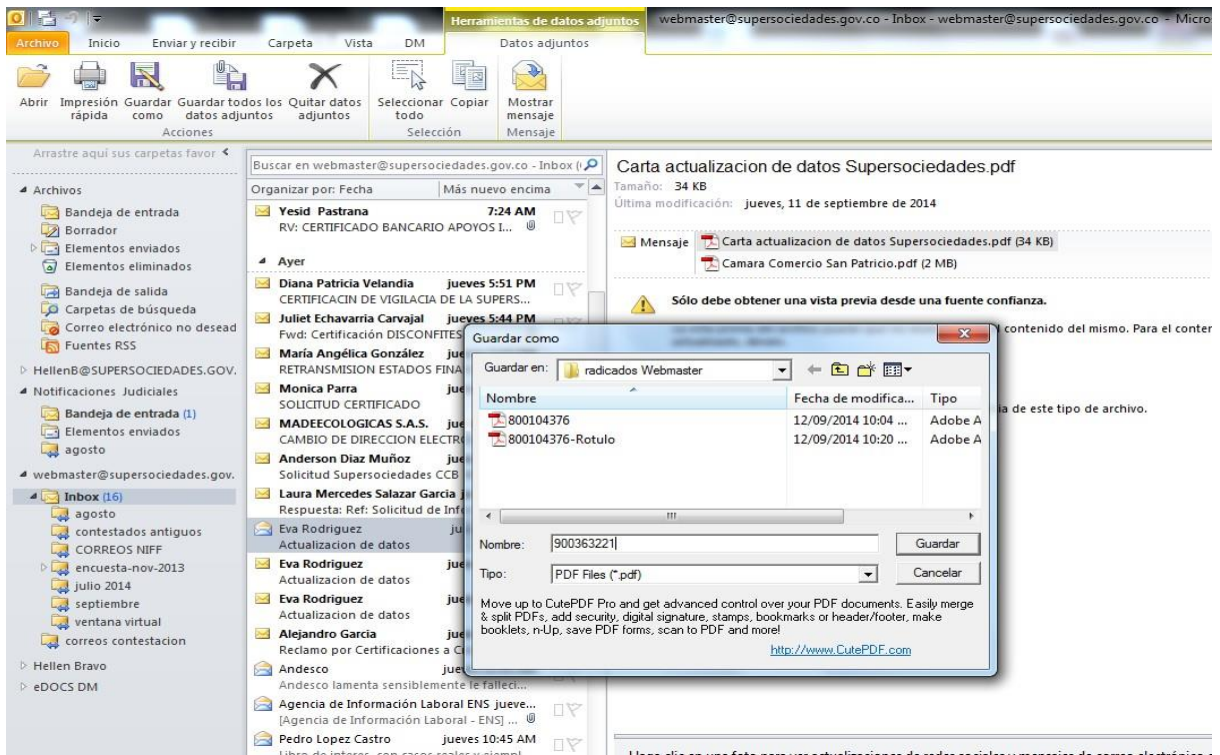 Herramientas de datos adjuntos
webmaster@supersociedades.gov.co - Inbox - webmaster@supersociedades.gov.co - Micro
Archivo Inicio Enviar y recibir Carpeta Vista DM Datos adjuntos
Abrir Impresión rápida Guardar como Guardar todos los datos adjuntos Quitar datos adjuntos Seleccionar todo Copiar Mostrar mensaje
Acciones Selección Mensaje
Arrastre aquí sus carpetas favor
Archivos
Bandeja de entrada
Borrador
Elementos enviados
Elementos eliminados
Bandeja de salida
Carpetas de búsqueda
Correo electrónico no desead
Fuentes RSS
HellenB@SUPERSOCIEDADES.GOV.
Notificaciones Judiciales
Bandeja de entrada (1)
Elementos enviados
agosto
webmaster@supersociedades.gov.
Inbox (16)
agosto
contestados antiguos
CORREOS NIFF
encuesta-nov-2013
julio 2014
septiembre
ventana virtual
correos contestacion
Hellen Bravo
eDOCS DM
Buscar en webmaster@supersociedades.gov.co - Inbox (
Organizar por: Fecha Más nuevo encima
Yesid Pastrana 7:24 AM
RV: CERTIFICADO BANCARIO APOYOS I...
Ayer
Diana Patricia Velandia jueves 5:51 PM
CERTIFICACIN DE VIGILACIA DE LA SUPERS...
Juliet Echavarria Carvajal jueves 5:44 PM
Fwd: Certificación DISCONFITES
María Angélica González jue
RETRANSMISION ESTADOS FINA
Monica Parra jue
SOLICITUD CERTIFICADO
MADEECOLOGICAS S.A.S. jue
CAMBIO DE DIRECCION ELECTR
Anderson Diaz Muñoz jue
Solicitud Supersociedades CCB
Laura Mercedes Salazar Garcia j
Respuesta: Ref: Solicitud de Inf
Eva Rodriguez ju
Actualizacion de datos
Eva Rodriguez jue
Actualizacion de datos
Eva Rodriguez jue
Actualizacion de datos
Alejandro Garcia jue
Reclamo por Certificaciones a C
Andesco jue
Andesco lamenta sensiblemente le falleci...
Agencia de Información Laboral ENS jueve...
[Agencia de Información Laboral - ENS] ...
Pedro Lopez Castro jueves 10:45 AM
Carta actualizacion de datos Supersociedades.pdf
Tamaño: 34 KB
Última modificación: jueves, 11 de septiembre de 2014
Mensaje Carta actualizacion de datos Supersociedades.pdf (34 KB)
Camara Comercio San Patricio.pdf (2 MB)
Sólo debe obtener una vista previa desde una fuente confianza.
l contenido del mismo. Para el conter
ia de este tipo de archivo.
Guardar como
Guardar en: radicados Webmaster
Nombre Fecha de modifica... Tipo
800104376 12/09/2014 10:04 ... Adobe A
800104376-Rotulo 12/09/2014 10:20 ... Adobe A
Nombre: 900363221 Guardar
Tipo: PDF Files (*.pdf) Cancelar
Move up to CutePDF Pro and get advanced control over your PDF documents. Easily merge
& split PDFs, add security, digital signature, stamps, bookmarks or header/footer, make
booklets, n-Up, save PDF forms, scan to PDF and more!
http://www.CutePDF.com